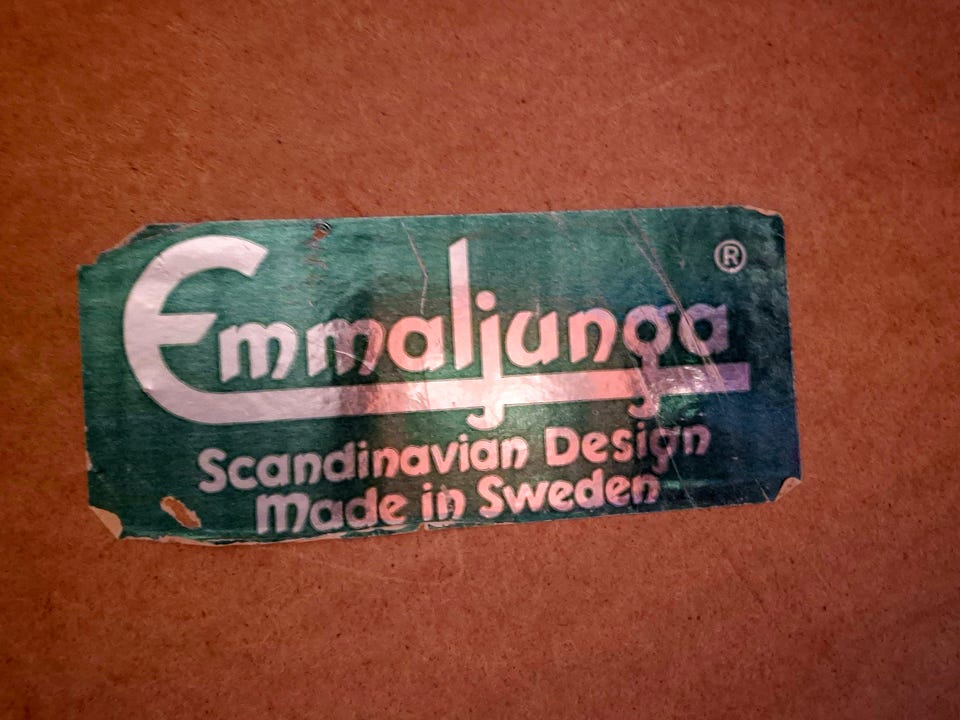 Emmaljunga ®
Scandinavian Design
Made in Sweden